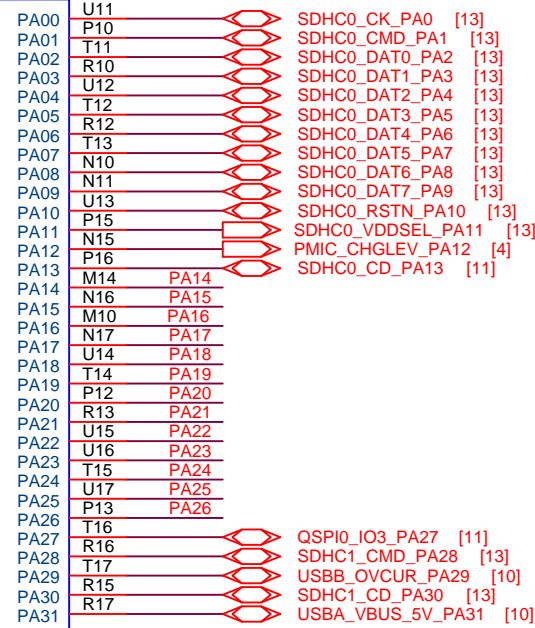 PA00 U11 SDHC0_CK_PA0 [13]
PA01 P10 SDHC0_CMD_PA1 [13]
PA02 T11 SDHC0_DAT0_PA2 [13]
PA03 R10 SDHC0_DAT1_PA3 [13]
PA04 U12 SDHC0_DAT2_PA4 [13]
PA05 T12 SDHC0_DAT3_PA5 [13]
PA06 R12 SDHC0_DAT4_PA6 [13]
PA07 T13 SDHC0_DAT5_PA7 [13]
PA08 N10 SDHC0_DAT6_PA8 [13]
PA09 N11 SDHC0_DAT7_PA9 [13]
PA10 U13 SDHC0_RSTN_PA10 [13]
PA11 P15 SDHC0_VDDSEL_PA11 [13]
PA12 N15 PMIC_CHGLEV_PA12 [4]
PA13 P16 SDHC0_CD_PA13 [11]
PA14 M14 PA14
PA15 N16 PA15
PA16 M10 PA16
PA17 N17 PA17
PA18 U14 PA18
PA19 T14 PA19
PA20 P12 PA20
PA21 R13 PA21
PA22 U15 PA22
PA23 U16 PA23
PA24 T15 PA24
PA25 U17 PA25
PA26 P13 PA26
PA27 T16 QSPI0_IO3_PA27 [11]
PA28 R16 SDHC1_CMD_PA28 [13]
PA29 T17 USBB_OVCUR_PA29 [10]
PA30 R15 SDHC1_CD_PA30 [13]
PA31 R17 USBA_VBUS_5V_PA31 [10]